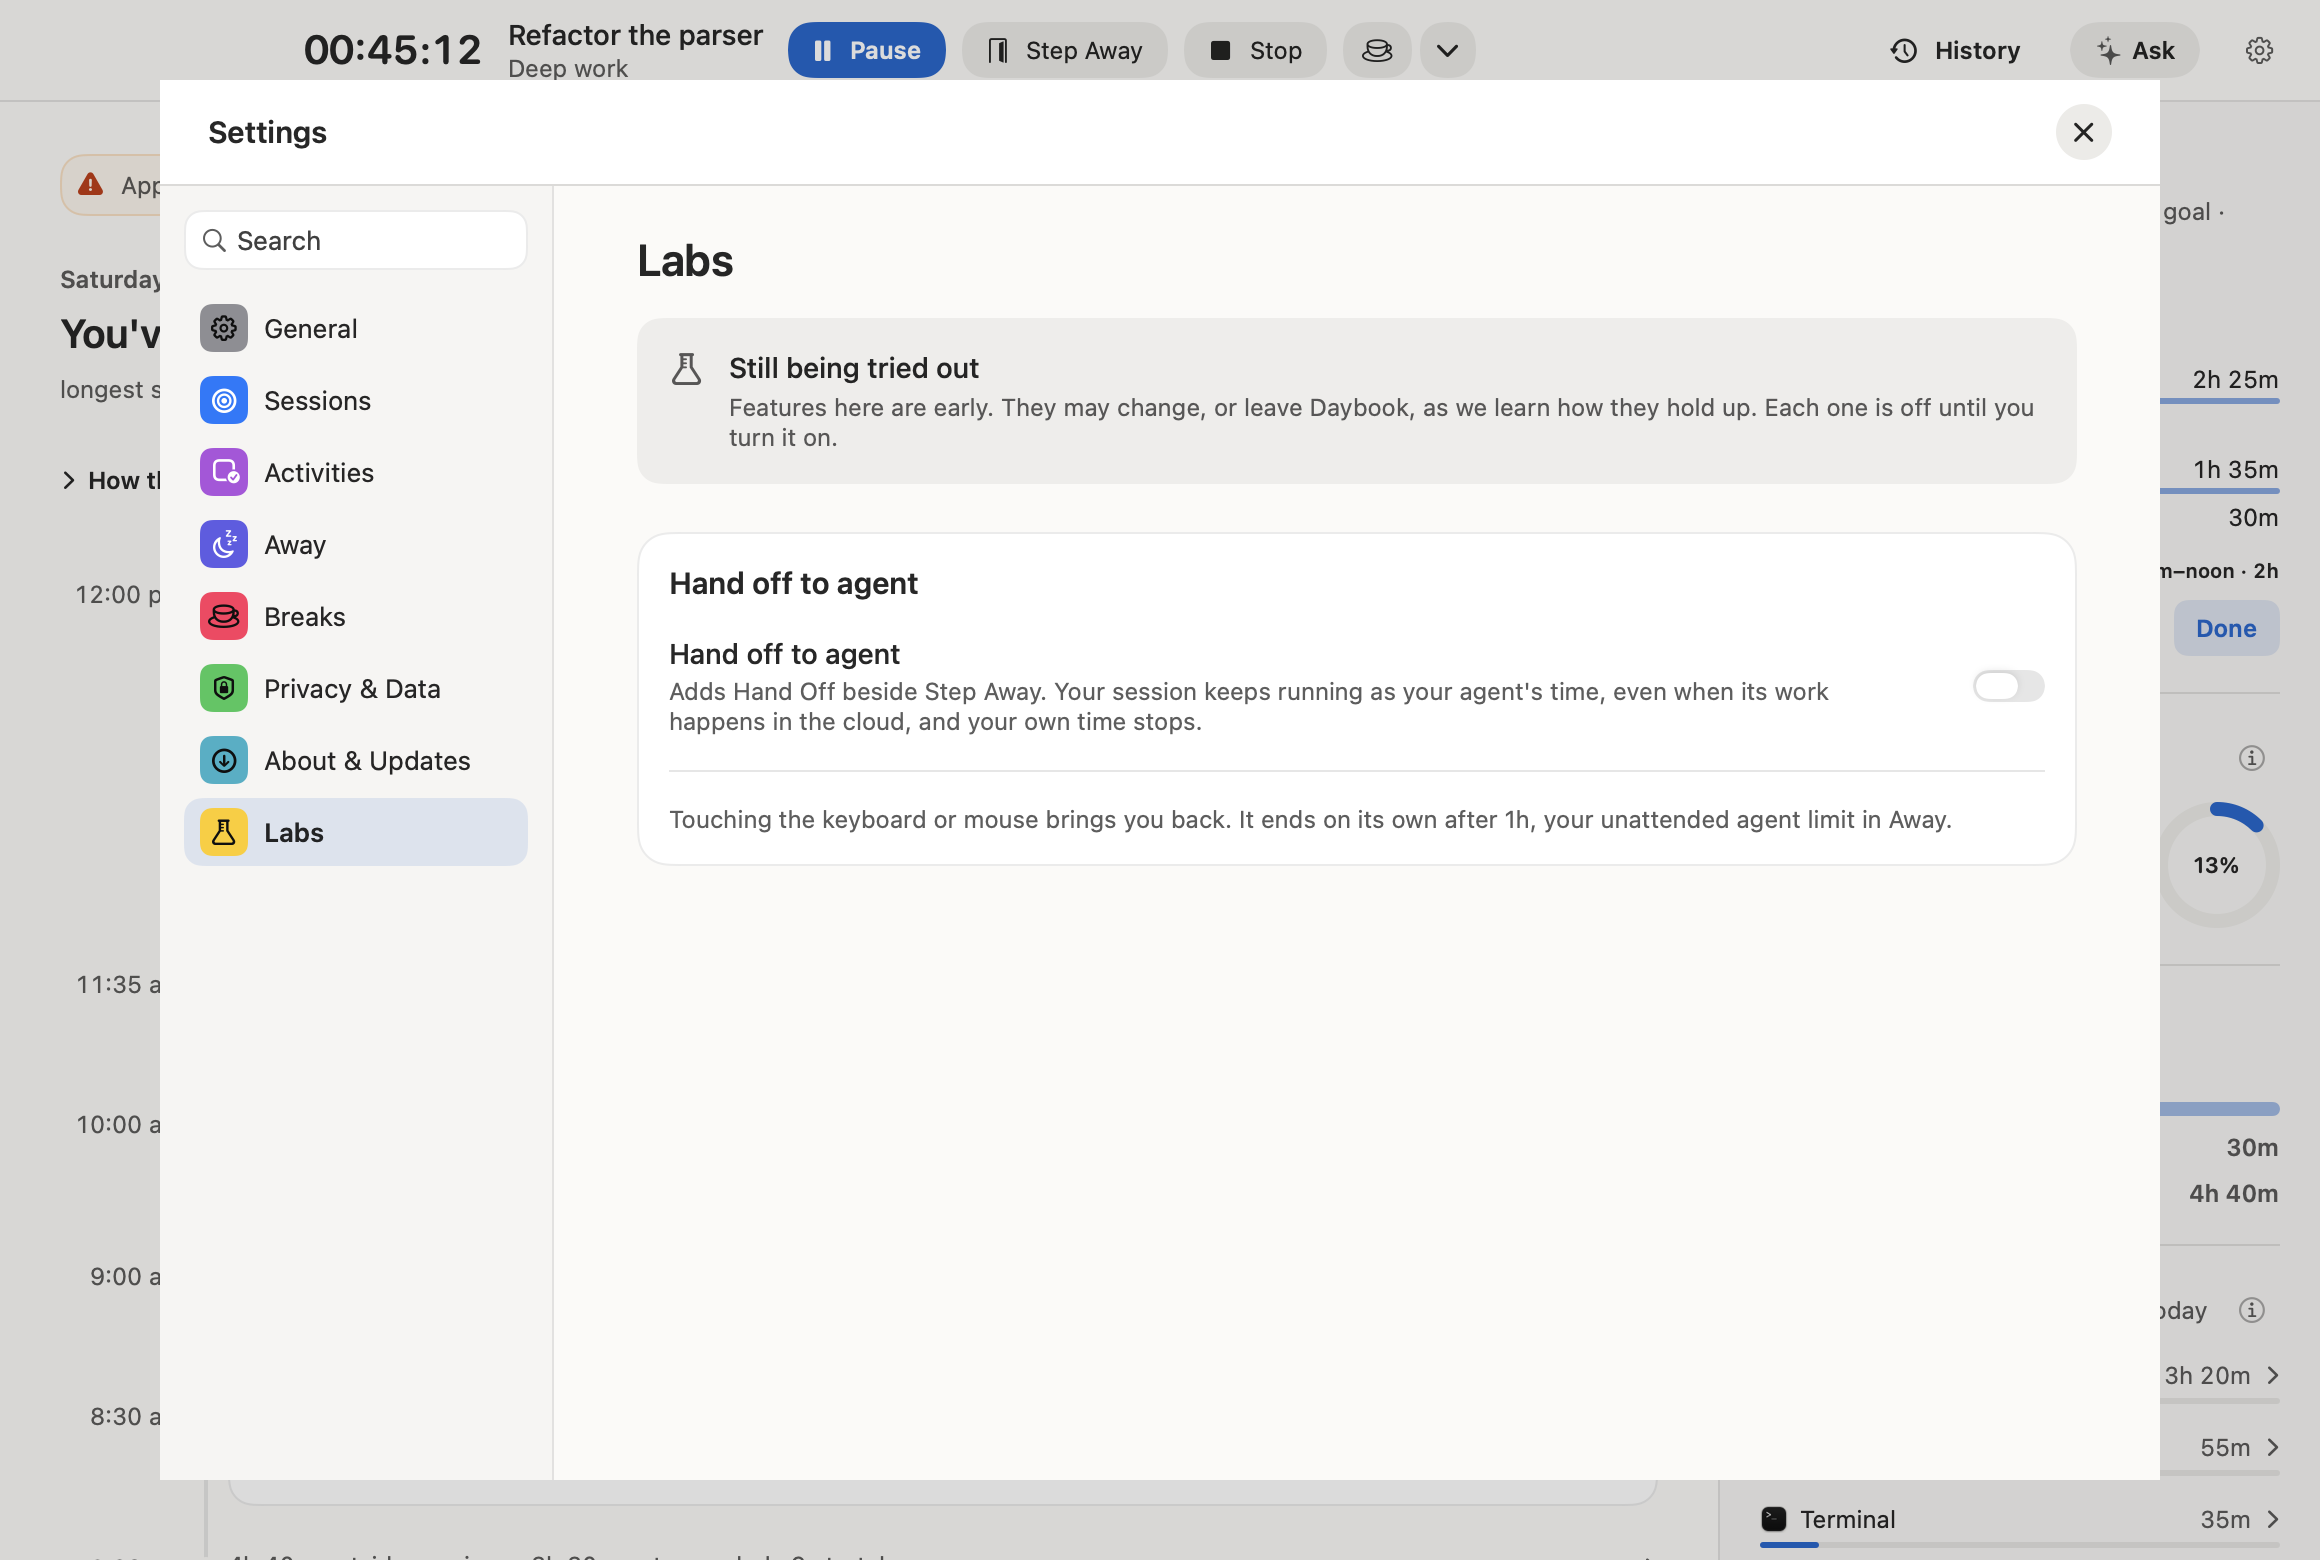 00:45:12
Refactor the parser
Deep work
Pause
Step Away
Stop
History
Ask
Settings
goal ·
Saturday
You'v
longest s
How th
12:00 p
11:35 a
10:00 a
9:00 a
8:30 a
Search
General
Sessions
Activities
Away
Breaks
Privacy & Data
About & Updates
Labs
Labs
Still being tried out
Features here are early. They may change, or leave Daybook, as we learn how they hold up. Each one is off until you
turn it on.
Hand off to agent
Hand off to agent
Adds Hand Off beside Step Away. Your session keeps running as your agent's time, even when its work
happens in the cloud, and your own time stops.
Touching the keyboard or mouse brings you back. It ends on its own after 1h, your unattended agent limit in Away.
2h 25m
1h 35m
30m
m–noon · 2h
Done
13%
30m
4h 40m
oday
3h 20m
55m
Terminal
35m